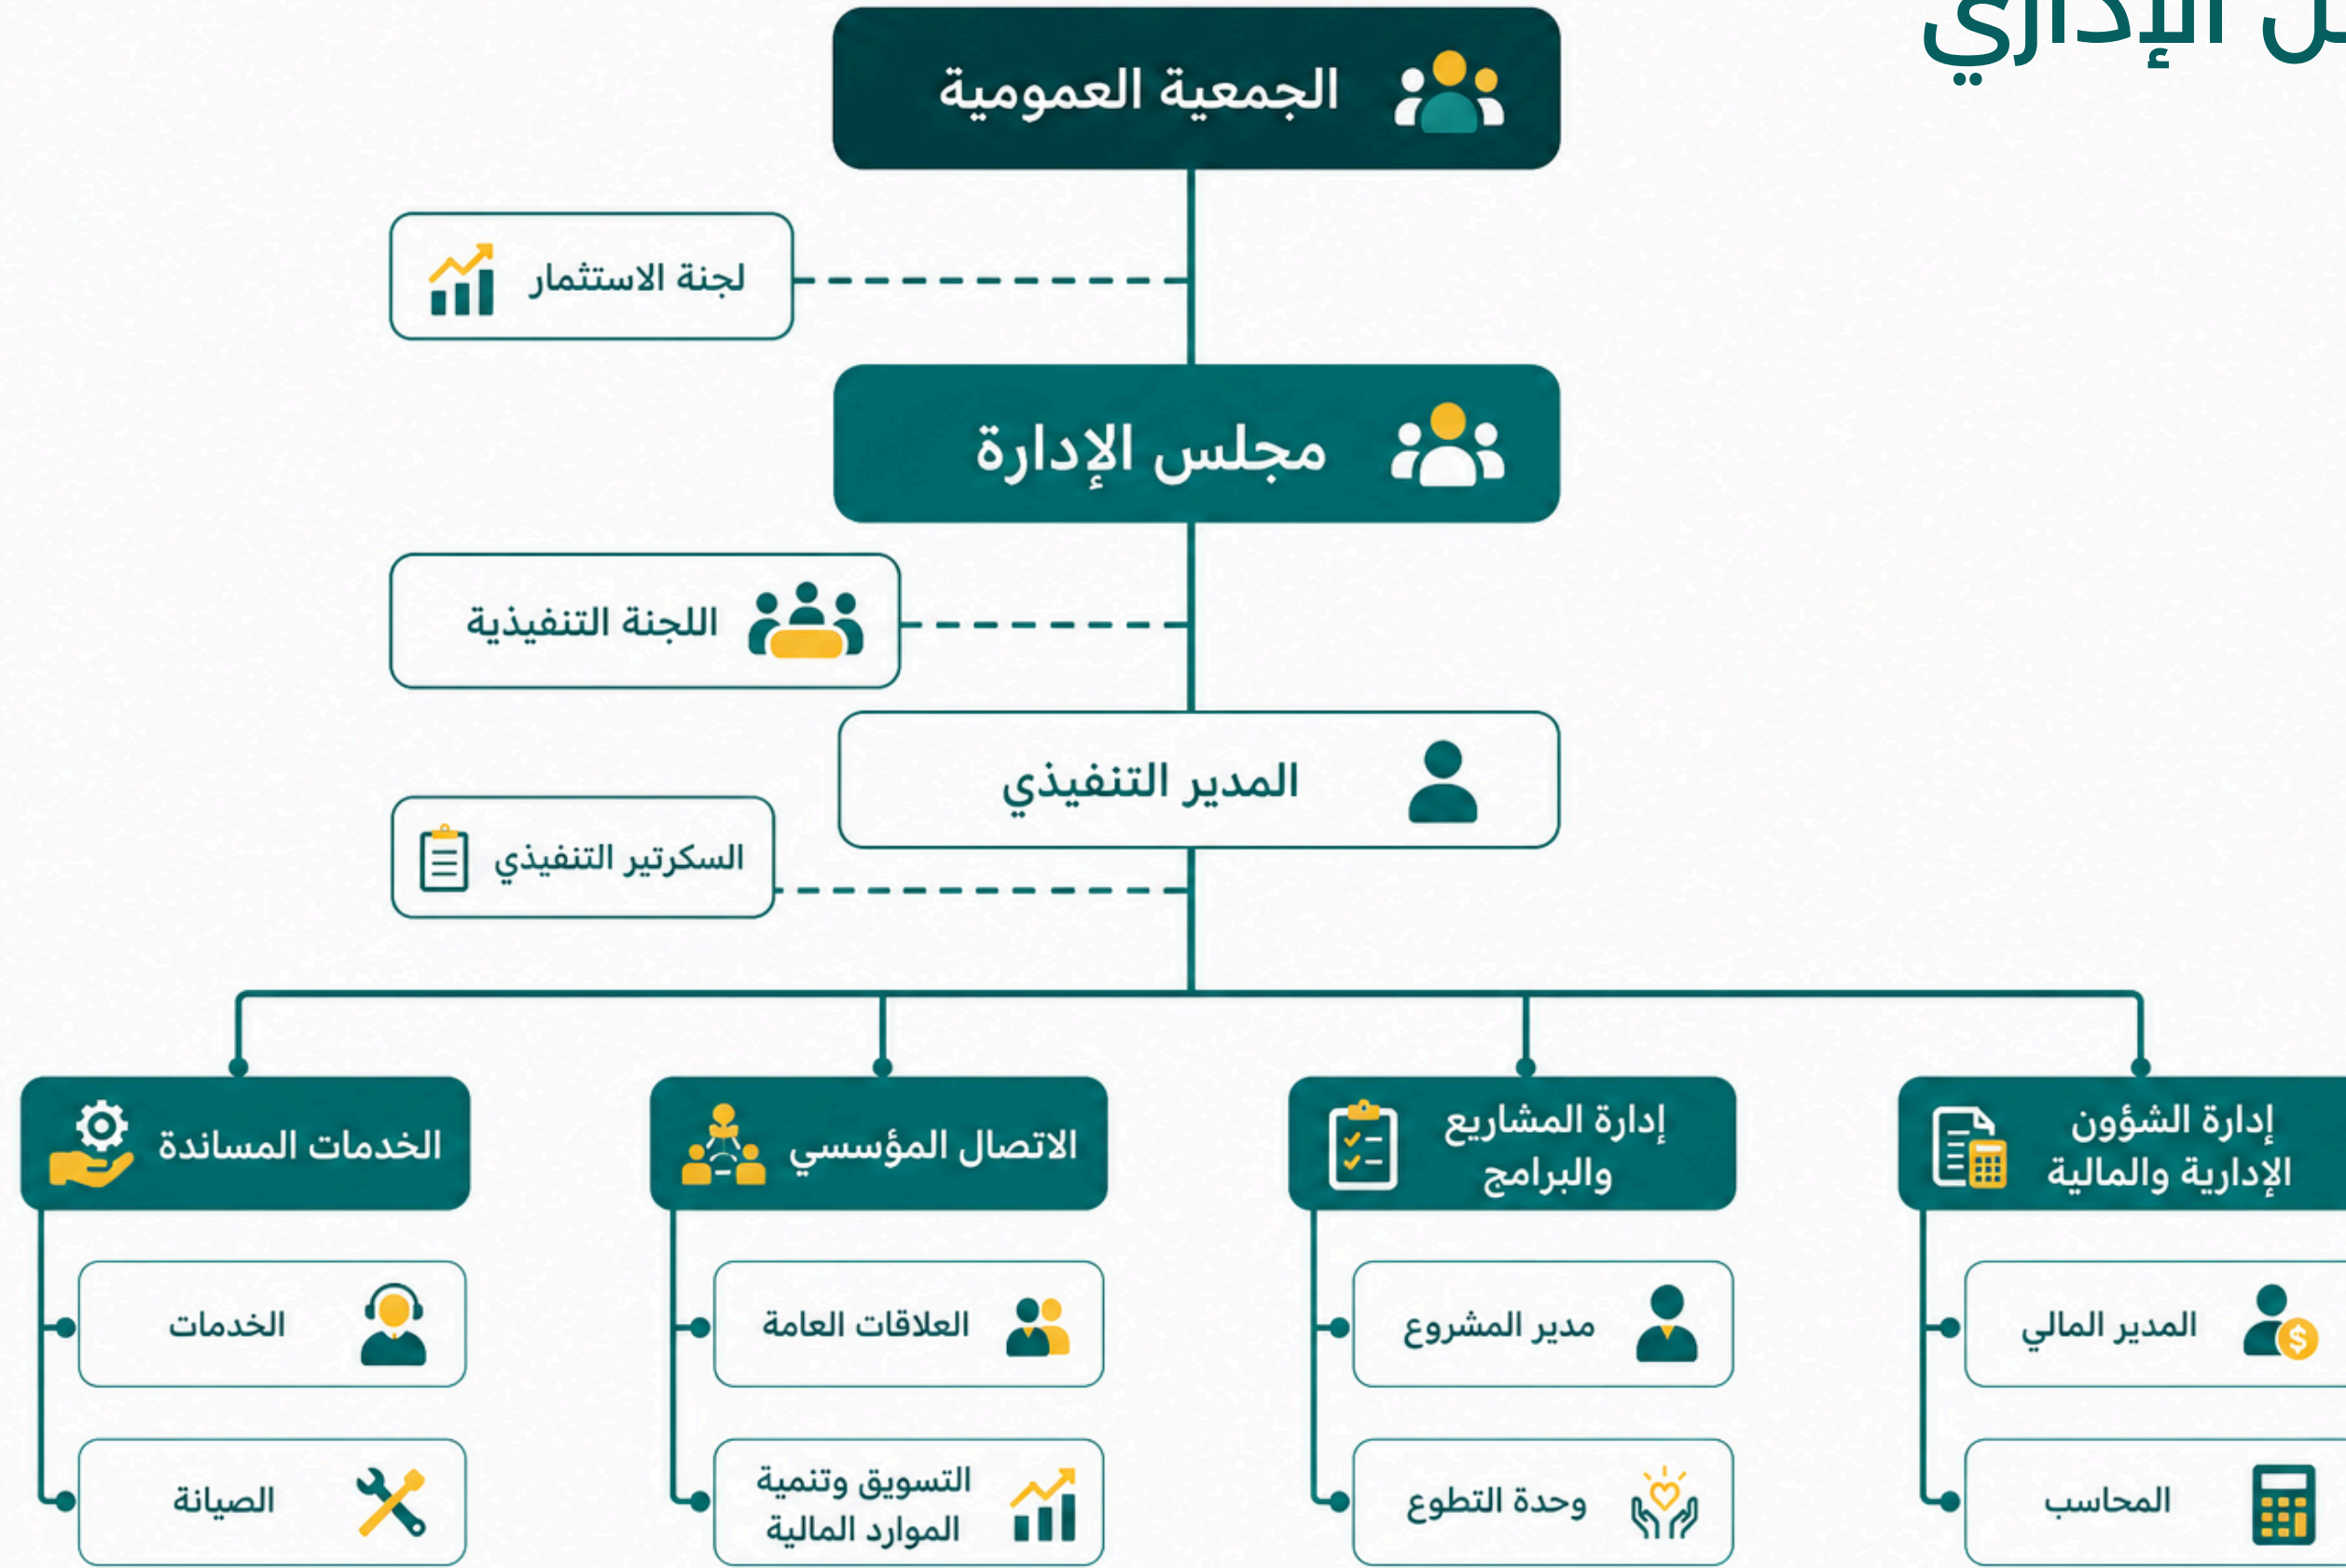 الإداري
الجمعية العمومية
لجنة الاستثمار
مجلس الإدارة
اللجنة التنفيذية
المدير التنفيذي
السكرتير التنفيذي
إدارة الشؤون
الإدارية والمالية
إدارة المشاريع
والبرامج
الاتصال المؤسسي
الخدمات المساندة
المدير المالي
مدير المشروع
العلاقات العامة
الخدمات
المحاسب
وحدة التطوع
التسويق وتنمية
الموارد المالية
الصيانة